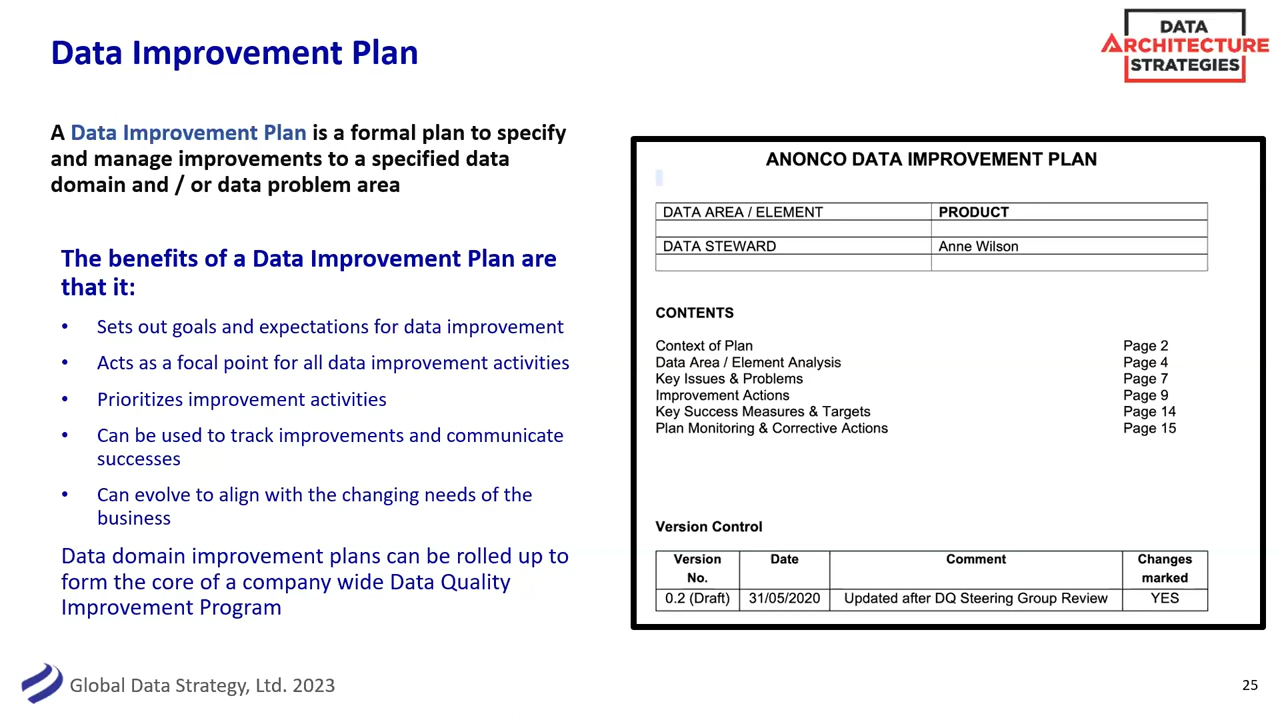 Data Improvement Plan
DATA
ARCHITECTURE
STRATEGIES
A Data Improvement Plan is a formal plan to specify
and manage improvements to a specified data
domain and / or data problem area
The benefits of a Data Improvement Plan are
that it:
• Sets out goals and expectations for data improvement
• Acts as a focal point for all data improvement activities
• Prioritizes improvement activities
• Can be used to track improvements and communicate
successes
• Can evolve to align with the changing needs of the
business
Data domain improvement plans can be rolled up to
form the core of a company wide Data Quality
Improvement Program
ANONCO DATA IMPROVEMENT PLAN
DATA AREA / ELEMENT PRODUCT
DATA STEWARD Anne Wilson
CONTENTS
Context of Plan Page 2
Data Area / Element Analysis Page 4
Key Issues & Problems Page 7
Improvement Actions Page 9
Key Success Measures & Targets Page 14
Plan Monitoring & Corrective Actions Page 15
Version Control
Version Date Comment Changes
No. marked
0.2 (Draft) 31/05/2020 Updated after DQ Steering Group Review YES
Global Data Strategy, Ltd. 2023
25